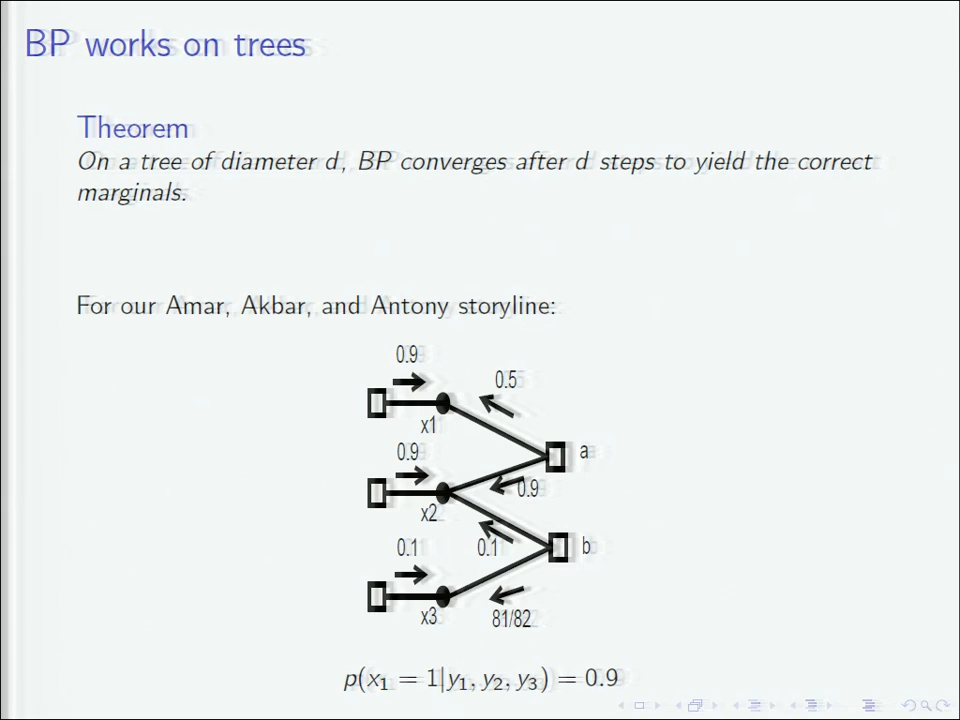 BP works on trees
Theorem
On a tree of diameter d, BP converges after d steps to yield the correct
marginals.
For our Amar, Akbar, and Antony storyline:
0.9
0.5
x1
a
0.9
0.9
x2
0.1
0.1
b
x3
81/82
p(x₁ = 1|y₁, y₂, y₃) = 0.9